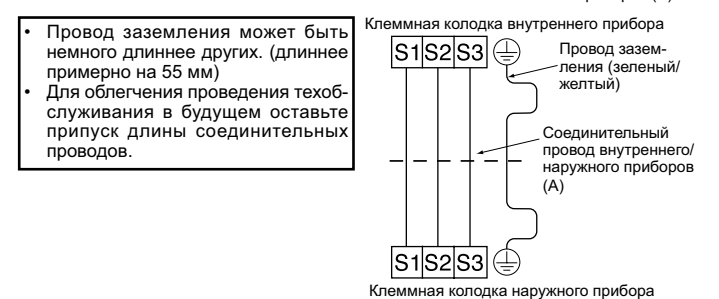 • Провод заземления может быть
немного длиннее других. (длиннее
примерно на 55 мм)
• Для облегчения проведения техоб-
служивания в будущем оставьте
припуск длины соединительных
проводов.
Клеммная колодка внутреннего прибора
S1 S2 S3
Провод зазем-
ления (зеленый/
желтый)
Соединительный
провод внутреннего/
наружного приборов
(A)
S1 S2 S3
Клеммная колодка наружного прибора